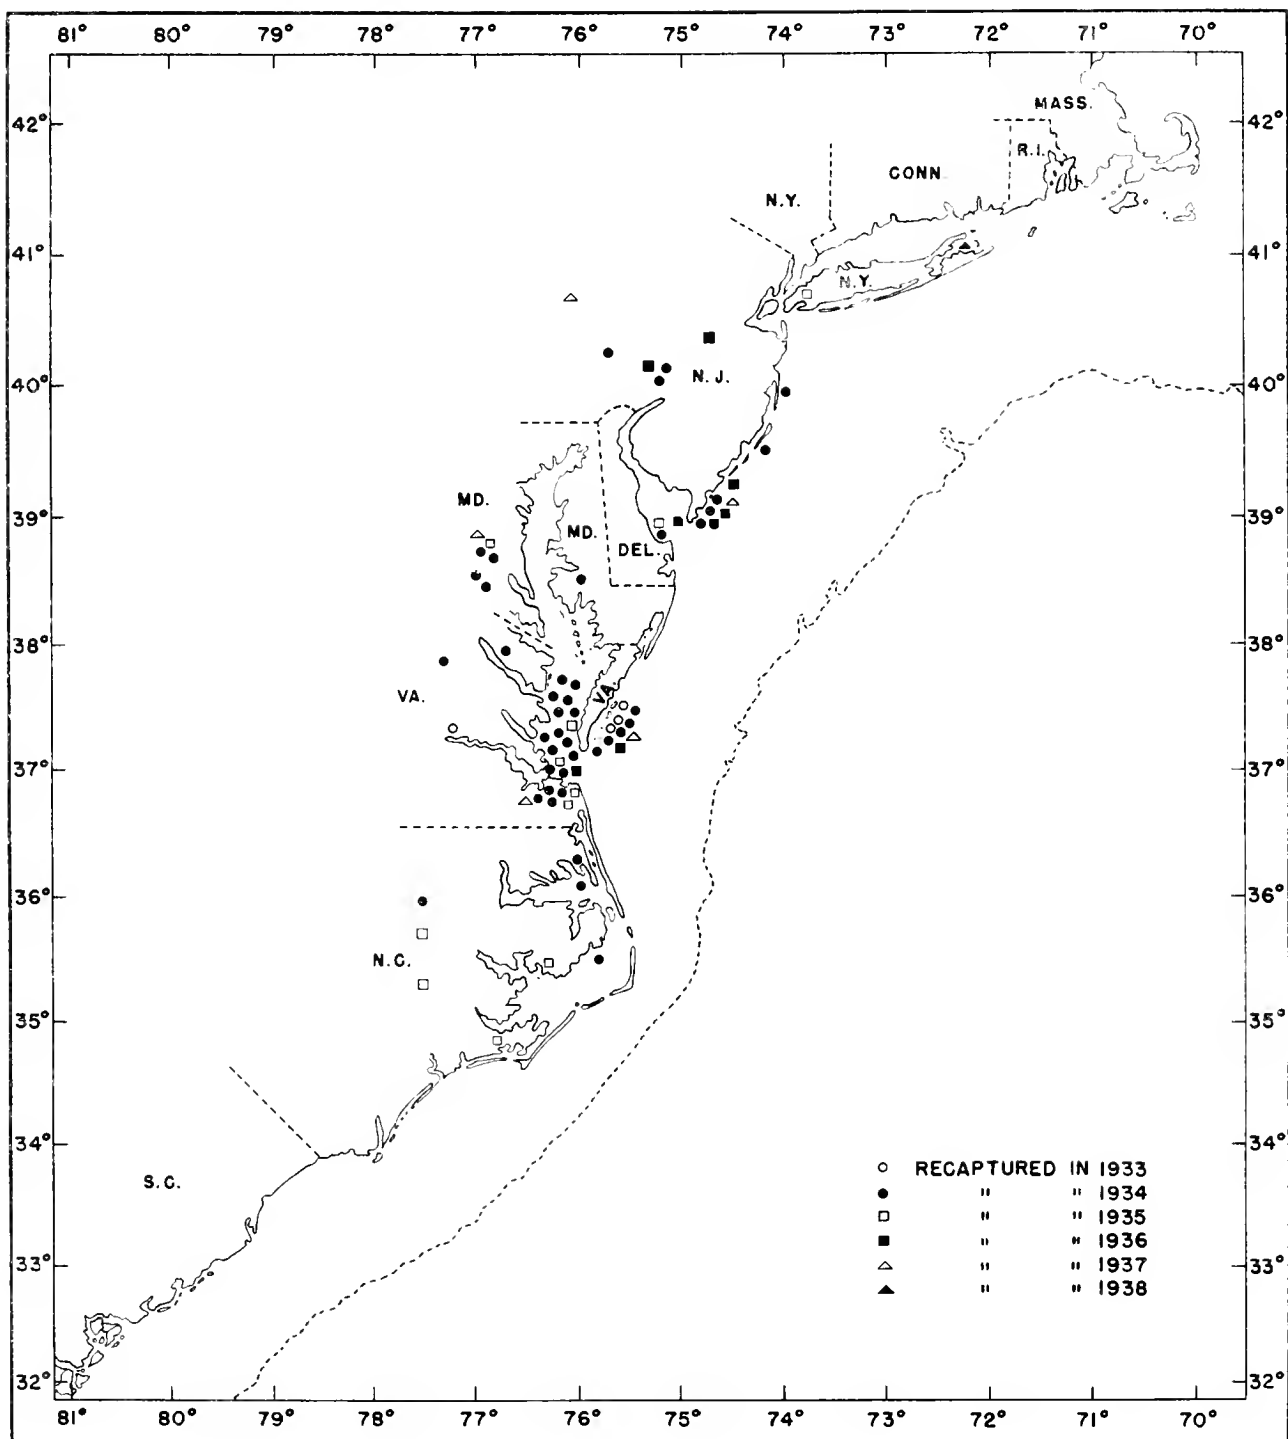 81° 80° 79° 78° 77° 76° 75° 74° 73° 72° 71° 70°
MASS.
42° 42°
R.I.
CONN.
N.Y.
41° 41°
N.Y.
N.J.
40° 40°
MD.
39° 39°
MD.
DEL.
38° 38°
VA. VA.
37° 37°
36° 36°
N.C.
35° 35°
34° 34°
S.C.
RECAPTURED IN 1933
" " 1934
" " 1935
" " 1936
33° 33°
" " 1937
" " 1938
32° 32°
81° 80° 79° 78° 77° 76° 75° 74° 73° 72° 71° 70°